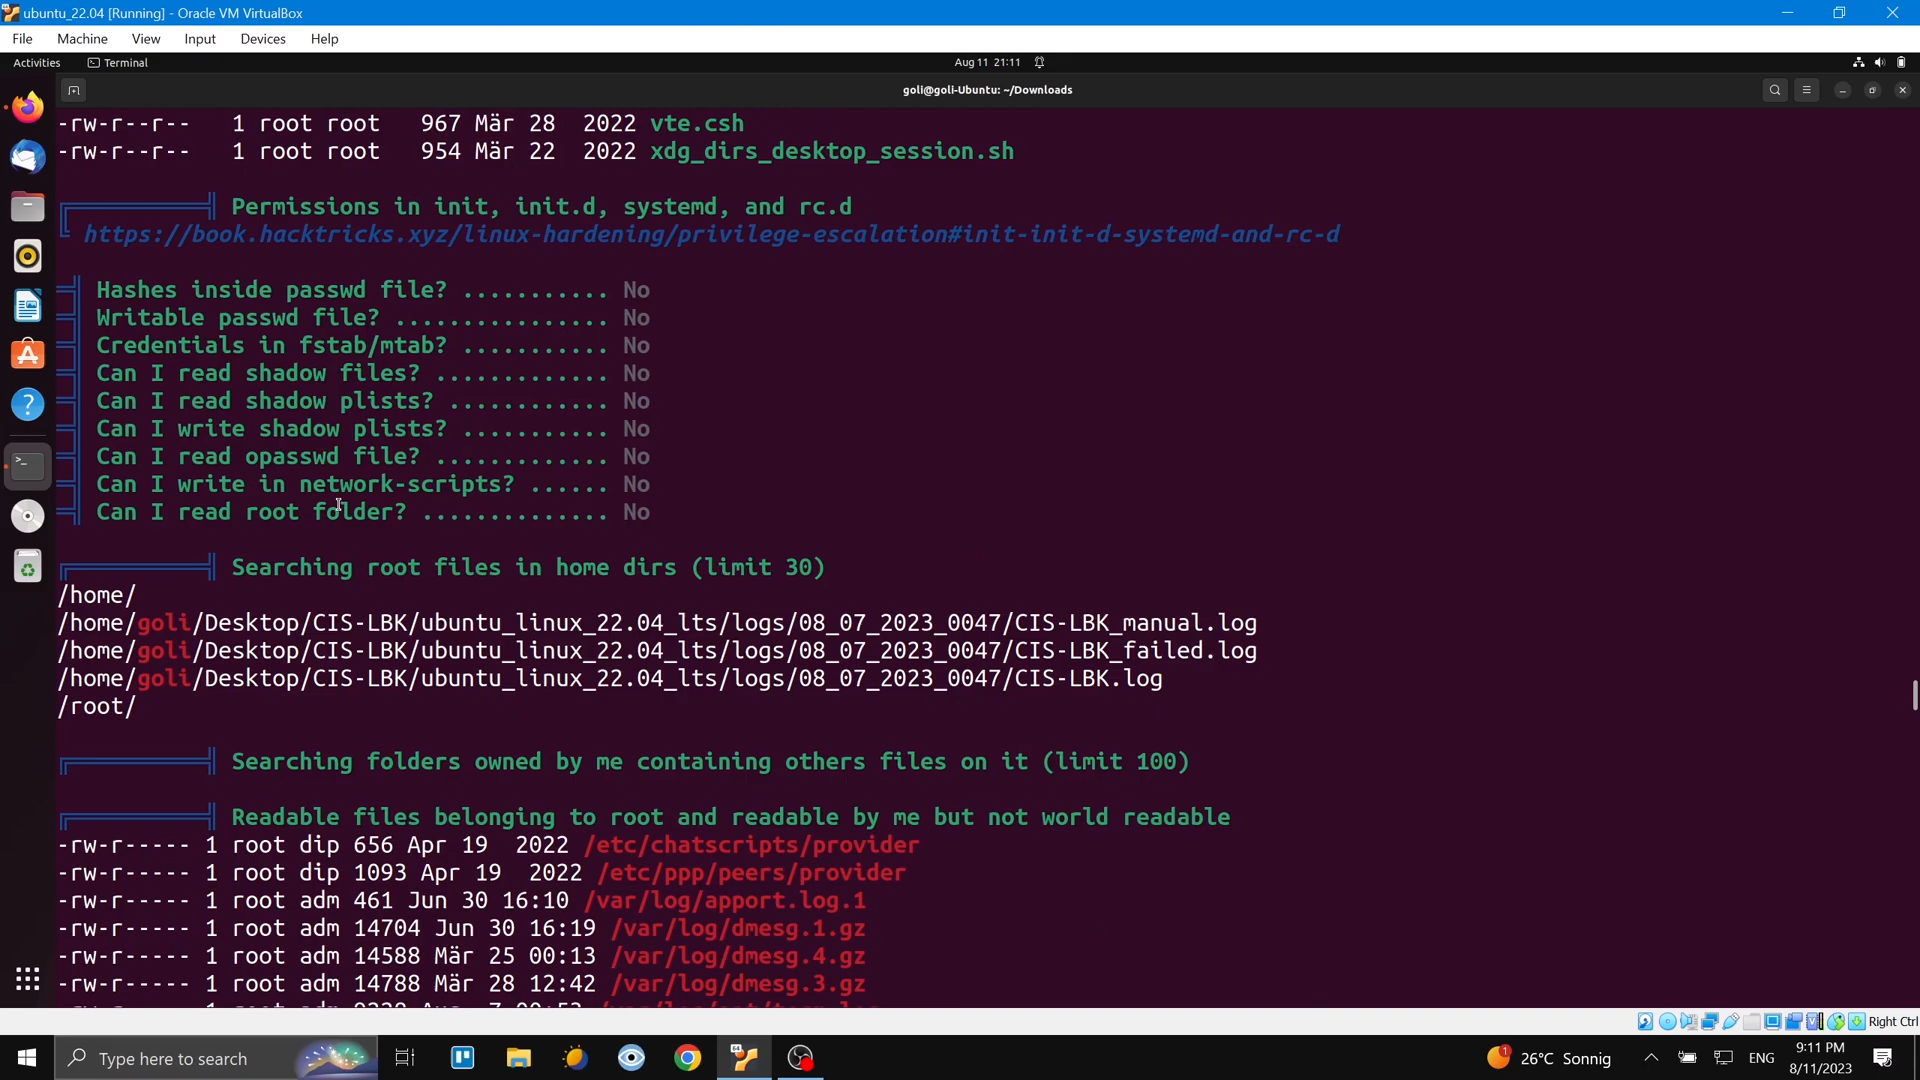 ubuntu_22.04 [Running] - Oracle VM VirtualBox
File Machine View Input Devices Help
Activities Terminal Aug 11 21:11
goli@goli-Ubuntu: ~/Downloads
-rw-r--r-- 1 root root 967 Mär 28 2022 vte.csh
-rw-r--r-- 1 root root 954 Mär 22 2022 xdg_dirs_desktop_session.sh
Permissions in init, init.d, systemd, and rc.d
https://book.hacktricks.xyz/linux-hardening/privilege-escalation#init-init-d-systemd-and-rc-d
Hashes inside passwd file? ........... No
Writable passwd file? ................ No
Credentials in fstab/mtab? ........... No
Can I read shadow files? ............. No
Can I read shadow plists? ............ No
Can I write shadow plists? ........... No
Can I read opasswd file? ............. No
Can I write in network-scripts? ...... No
Can I read root folder? .............. No
Searching root files in home dirs (limit 30)
/home/
/home/goli/Desktop/CIS-LBK/ubuntu_linux_22.04_lts/logs/08_07_2023_0047/CIS-LBK_manual.log
/home/goli/Desktop/CIS-LBK/ubuntu_linux_22.04_lts/logs/08_07_2023_0047/CIS-LBK_failed.log
/home/goli/Desktop/CIS-LBK/ubuntu_linux_22.04_lts/logs/08_07_2023_0047/CIS-LBK.log
/root/
Searching folders owned by me containing others files on it (limit 100)
Readable files belonging to root and readable by me but not world readable
-rw-r----- 1 root dip 656 Apr 19 2022 /etc/chatscripts/provider
-rw-r----- 1 root dip 1093 Apr 19 2022 /etc/ppp/peers/provider
-rw-r----- 1 root adm 461 Jun 30 16:10 /var/log/apport.log.1
-rw-r----- 1 root adm 14704 Jun 30 16:19 /var/log/dmesg.1.gz
-rw-r----- 1 root adm 14588 Mär 25 00:13 /var/log/dmesg.4.gz
-rw-r----- 1 root adm 14788 Mär 28 12:42 /var/log/dmesg.3.gz
Right Ctrl
Type here to search
26°C Sonnig
ENG
9:11 PM
8/11/2023